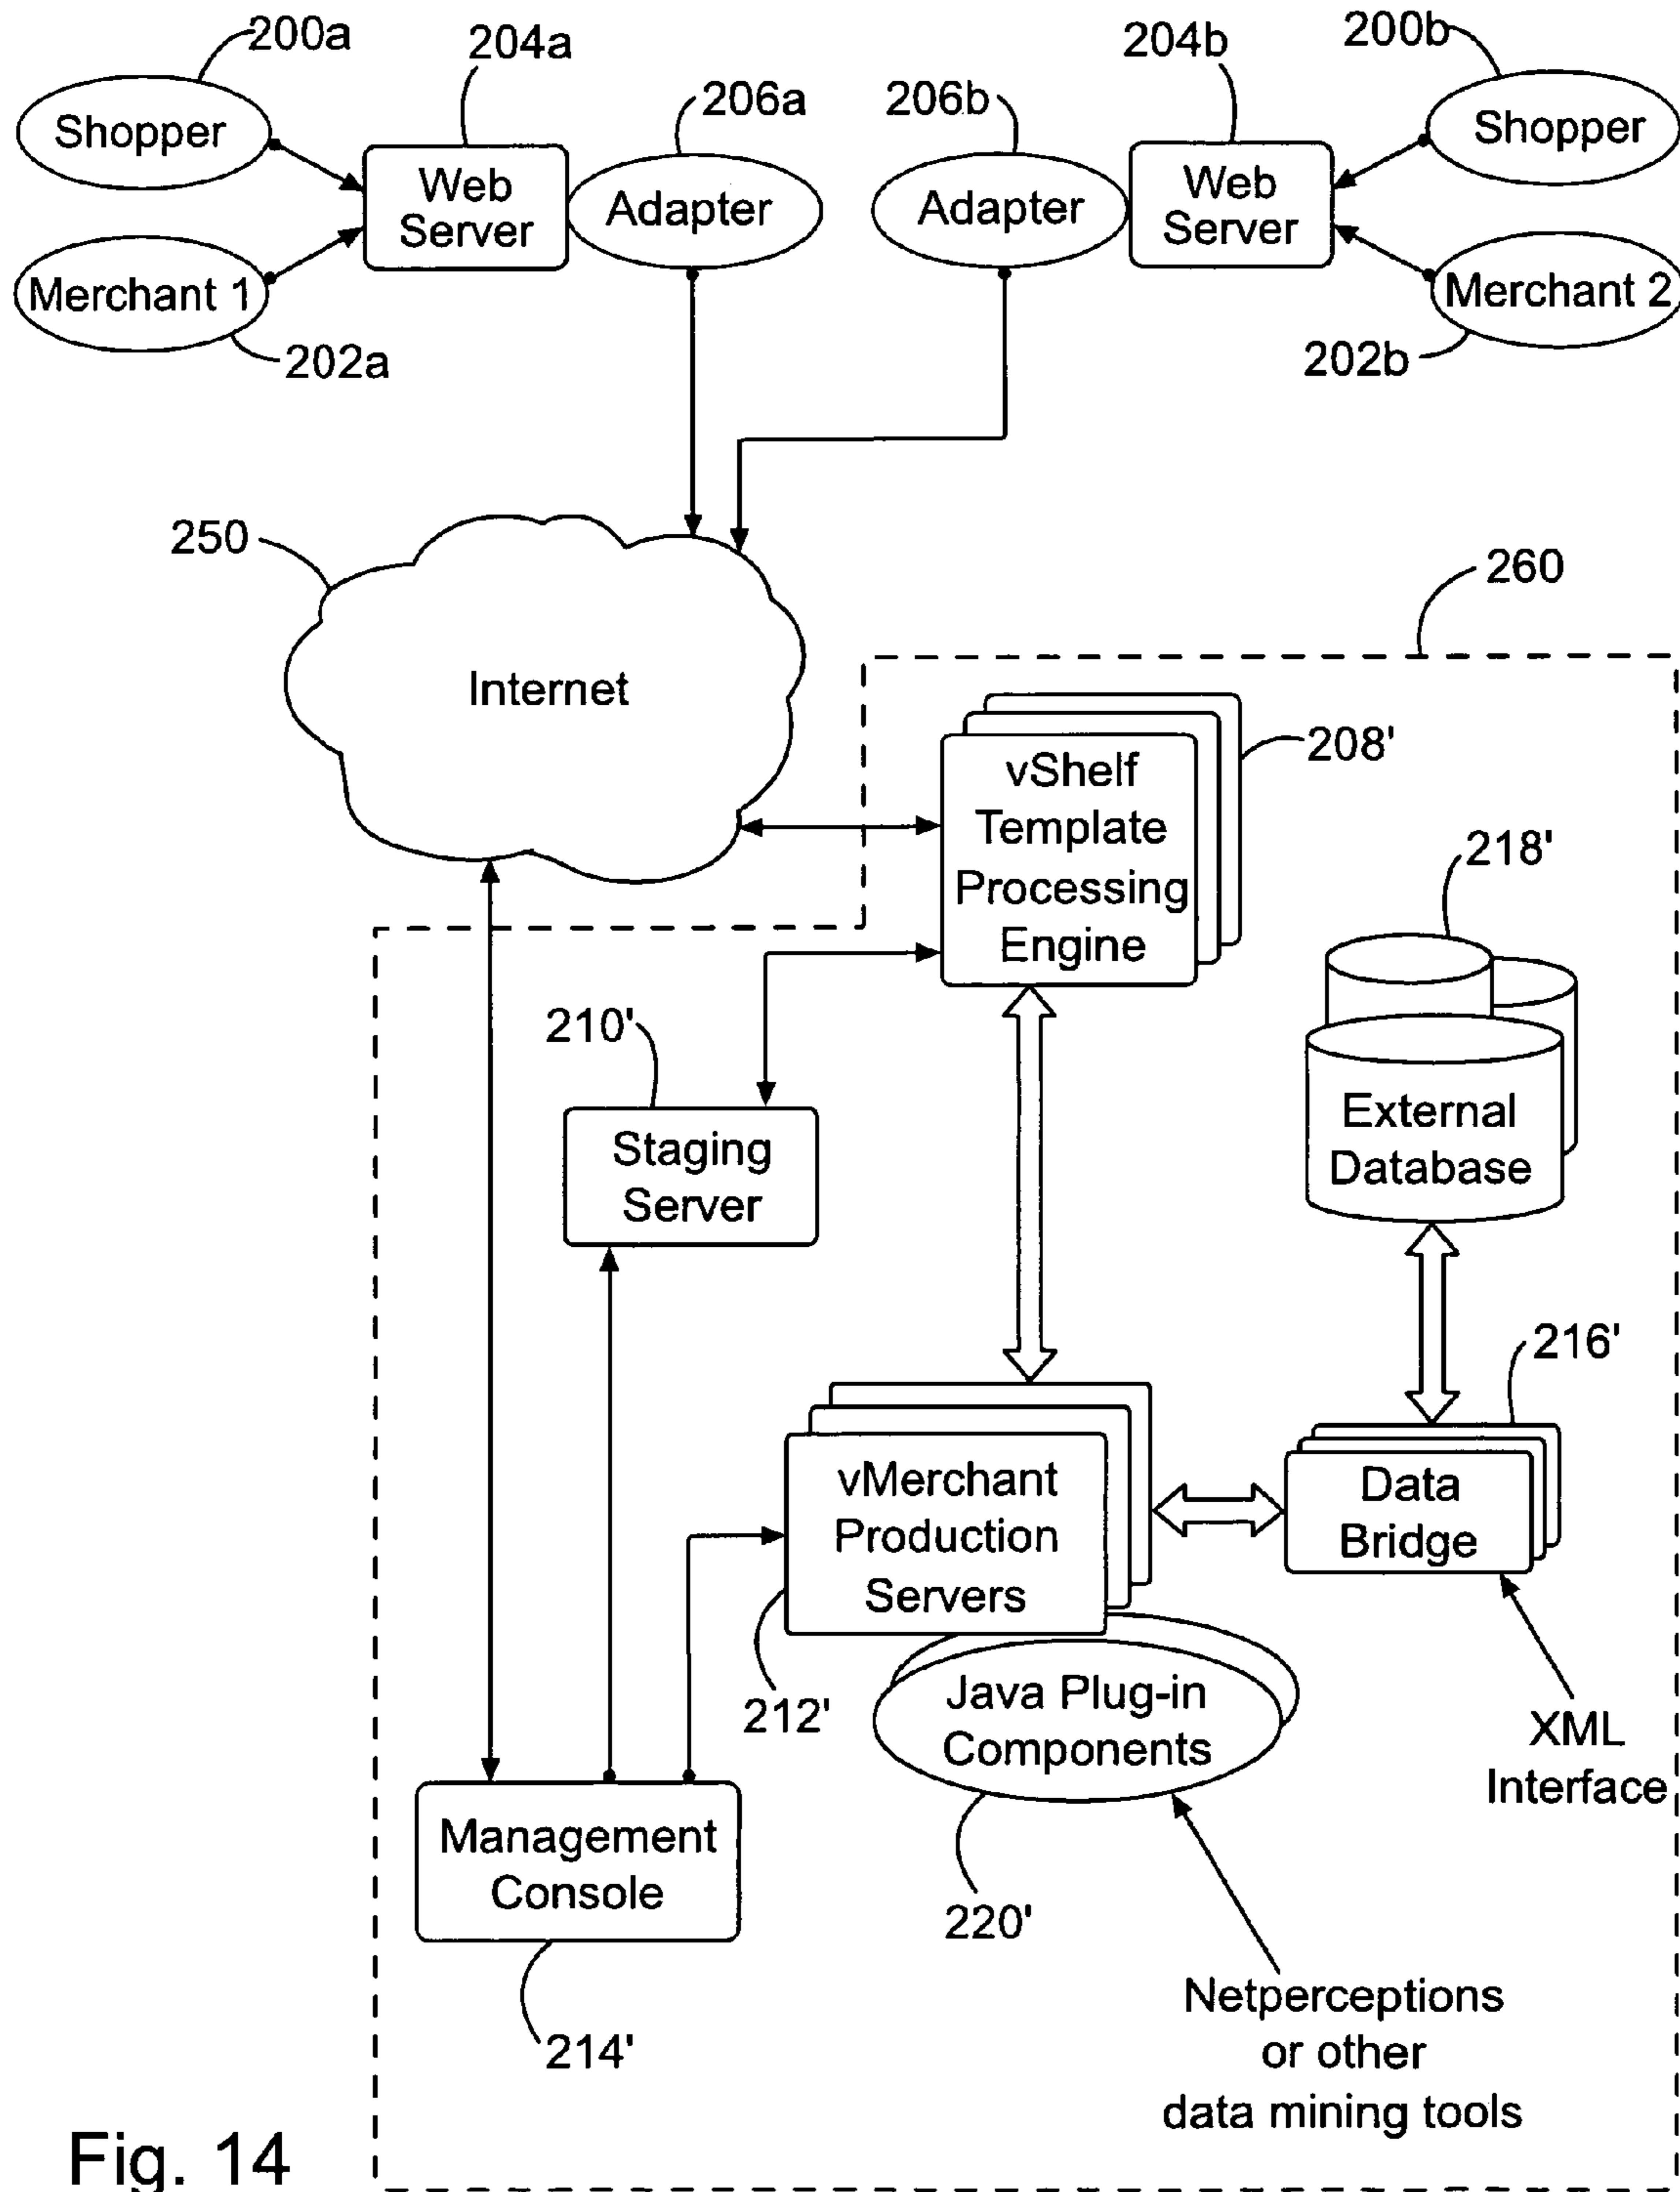 200a
204a
204b
200b
206a
206b
Shopper
Web
Server
Adapter
Adapter
Web
Server
Shopper
Merchant 1
Merchant 2
202a
202b
250
260
Internet
vShelf
Template
Processing
Engine
208'
218'
210'
External
Database
Staging
Server
216'
vMerchant
Production
Servers
Data
Bridge
212'
Java Plug-in
Components
XML
Interface
Management
Console
220'
214'
Netperceptions
or other
data mining tools
Fig. 14